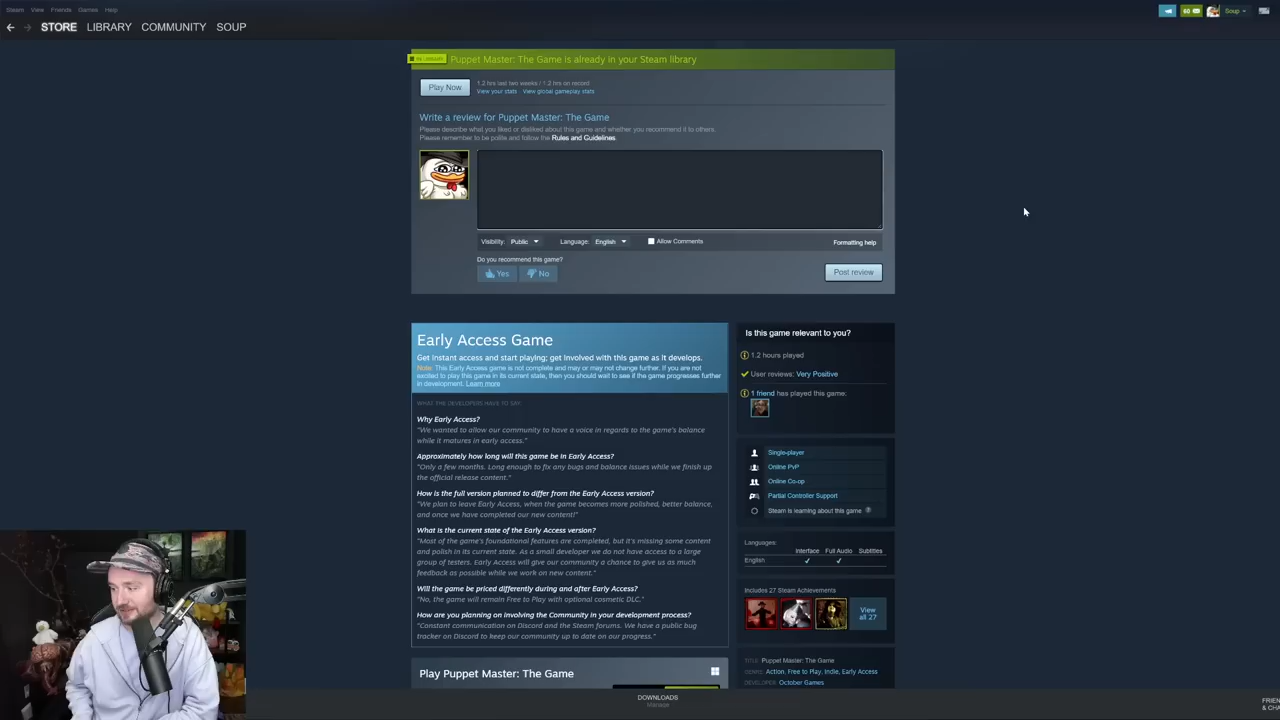 Steam View Friends Games Help
60 Soup
STORE LIBRARY COMMUNITY SOUP
IN LIBRARY Puppet Master: The Game is already in your Steam library
Play Now
1.2 hrs last two weeks / 1.2 hrs on record
View your stats View global gameplay stats
Write a review for Puppet Master: The Game
Please describe what you liked or disliked about this game and whether you recommend it to others.
Please remember to be polite and follow the Rules and Guidelines.
Visibility: Public Language: English Allow Comments Formatting help
Do you recommend this game?
Yes No Post review
Early Access Game
Get instant access and start playing; get involved with this game as it develops.
Note: This Early Access game is not complete and may or may not change further. If you are not
excited to play this game in its current state, then you should wait to see if the game progresses further
in development. Learn more
WHAT THE DEVELOPERS HAVE TO SAY:
Why Early Access?
"We wanted to allow our community to have a voice in regards to the game's balance
while it matures in early access."
Approximately how long will this game be in Early Access?
"Only a few months. Long enough to fix any bugs and balance issues while we finish up
the official release content."
How is the full version planned to differ from the Early Access version?
"We plan to leave Early Access, when the game becomes more polished, better balance,
and once we have completed our new content!"
What is the current state of the Early Access version?
"Most of the game's foundational features are completed, but it's missing some content
and polish in its current state. As a small developer we do not have access to a large
group of testers. Early Access will give our community a chance to give us as much
feedback as possible while we work on new content."
Will the game be priced differently during and after Early Access?
"No, the game will remain Free to Play with optional cosmetic DLC."
How are you planning on involving the Community in your development process?
"Constant communication on Discord and the Steam forums. We have a public bug
tracker on Discord to keep our community up to date on our progress."
Play Puppet Master: The Game
Is this game relevant to you?
1.2 hours played
User reviews: Very Positive
1 friend has played this game:
Single-player
Online PvP
Online Co-op
Partial Controller Support
Steam is learning about this game ?
Languages:
Interface Full Audio Subtitles
English ✓ ✓
Includes 27 Steam Achievements
View
all 27
TITLE: Puppet Master: The Game
GENRE: Action, Free to Play, Indie, Early Access
DEVELOPER: October Games
DOWNLOADS
Manage
FRIEN
& CHA